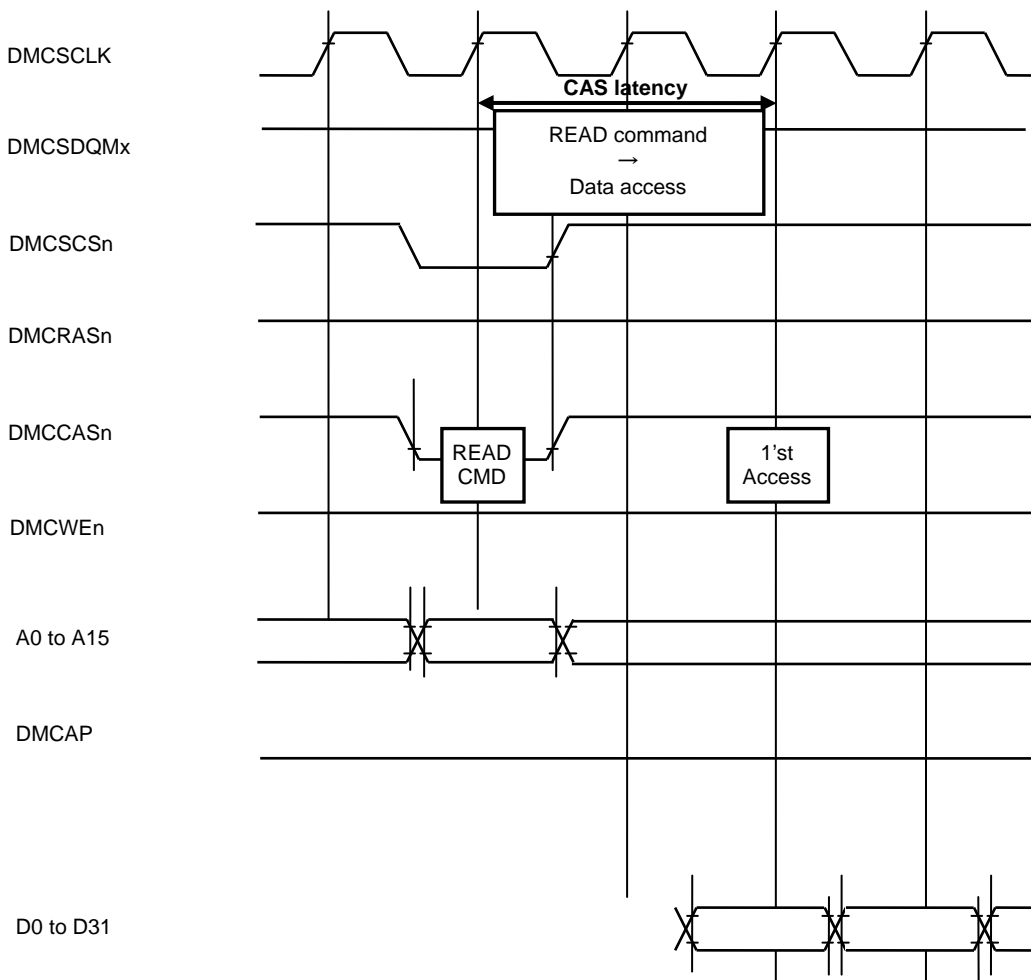 DMCSCLK
CAS latency
DMCSDQMx
READ command
→
Data access
DMCSCSn
DMCRASn
DMCCASn
READ
CMD
1'st
Access
DMCWEn
A0 to A15
DMCAP
D0 to D31